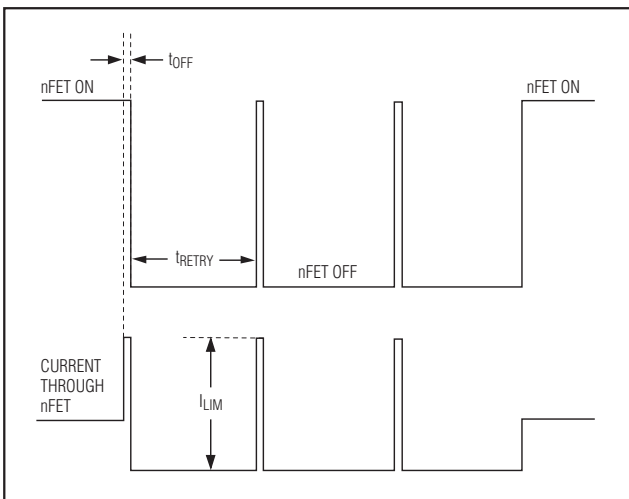 tOFF
nFET ON
nFET ON
tRETRY
nFET OFF
CURRENT
THROUGH
nFET
ILIM